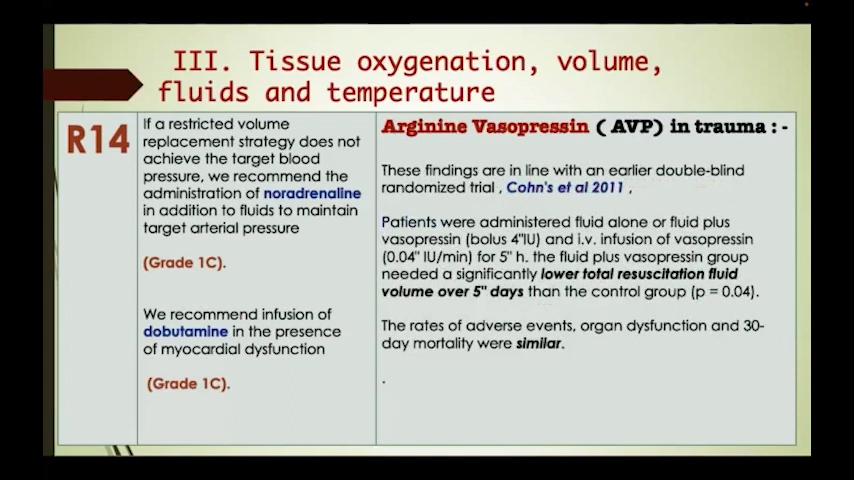 III. Tissue oxygenation, volume,
fluids and temperature
R14
If a restricted volume
replacement strategy does not
achieve the target blood
pressure, we recommend the
administration of noradrenaline
in addition to fluids to maintain
target arterial pressure
(Grade 1C).
We recommend infusion of
dobutamine in the presence
of myocardial dysfunction
(Grade 1C).
Arginine Vasopressin ( AVP) in trauma : -
These findings are in line with an earlier double-blind
randomized trial , Cohn's et al 2011 ,
Patients were administered fluid alone or fluid plus
vasopressin (bolus 4"IU) and i.v. infusion of vasopressin
(0.04" IU/min) for 5" h. the fluid plus vasopressin group
needed a significantly lower total resuscitation fluid
volume over 5" days than the control group (p = 0.04).
The rates of adverse events, organ dysfunction and 30-
day mortality were similar.
.